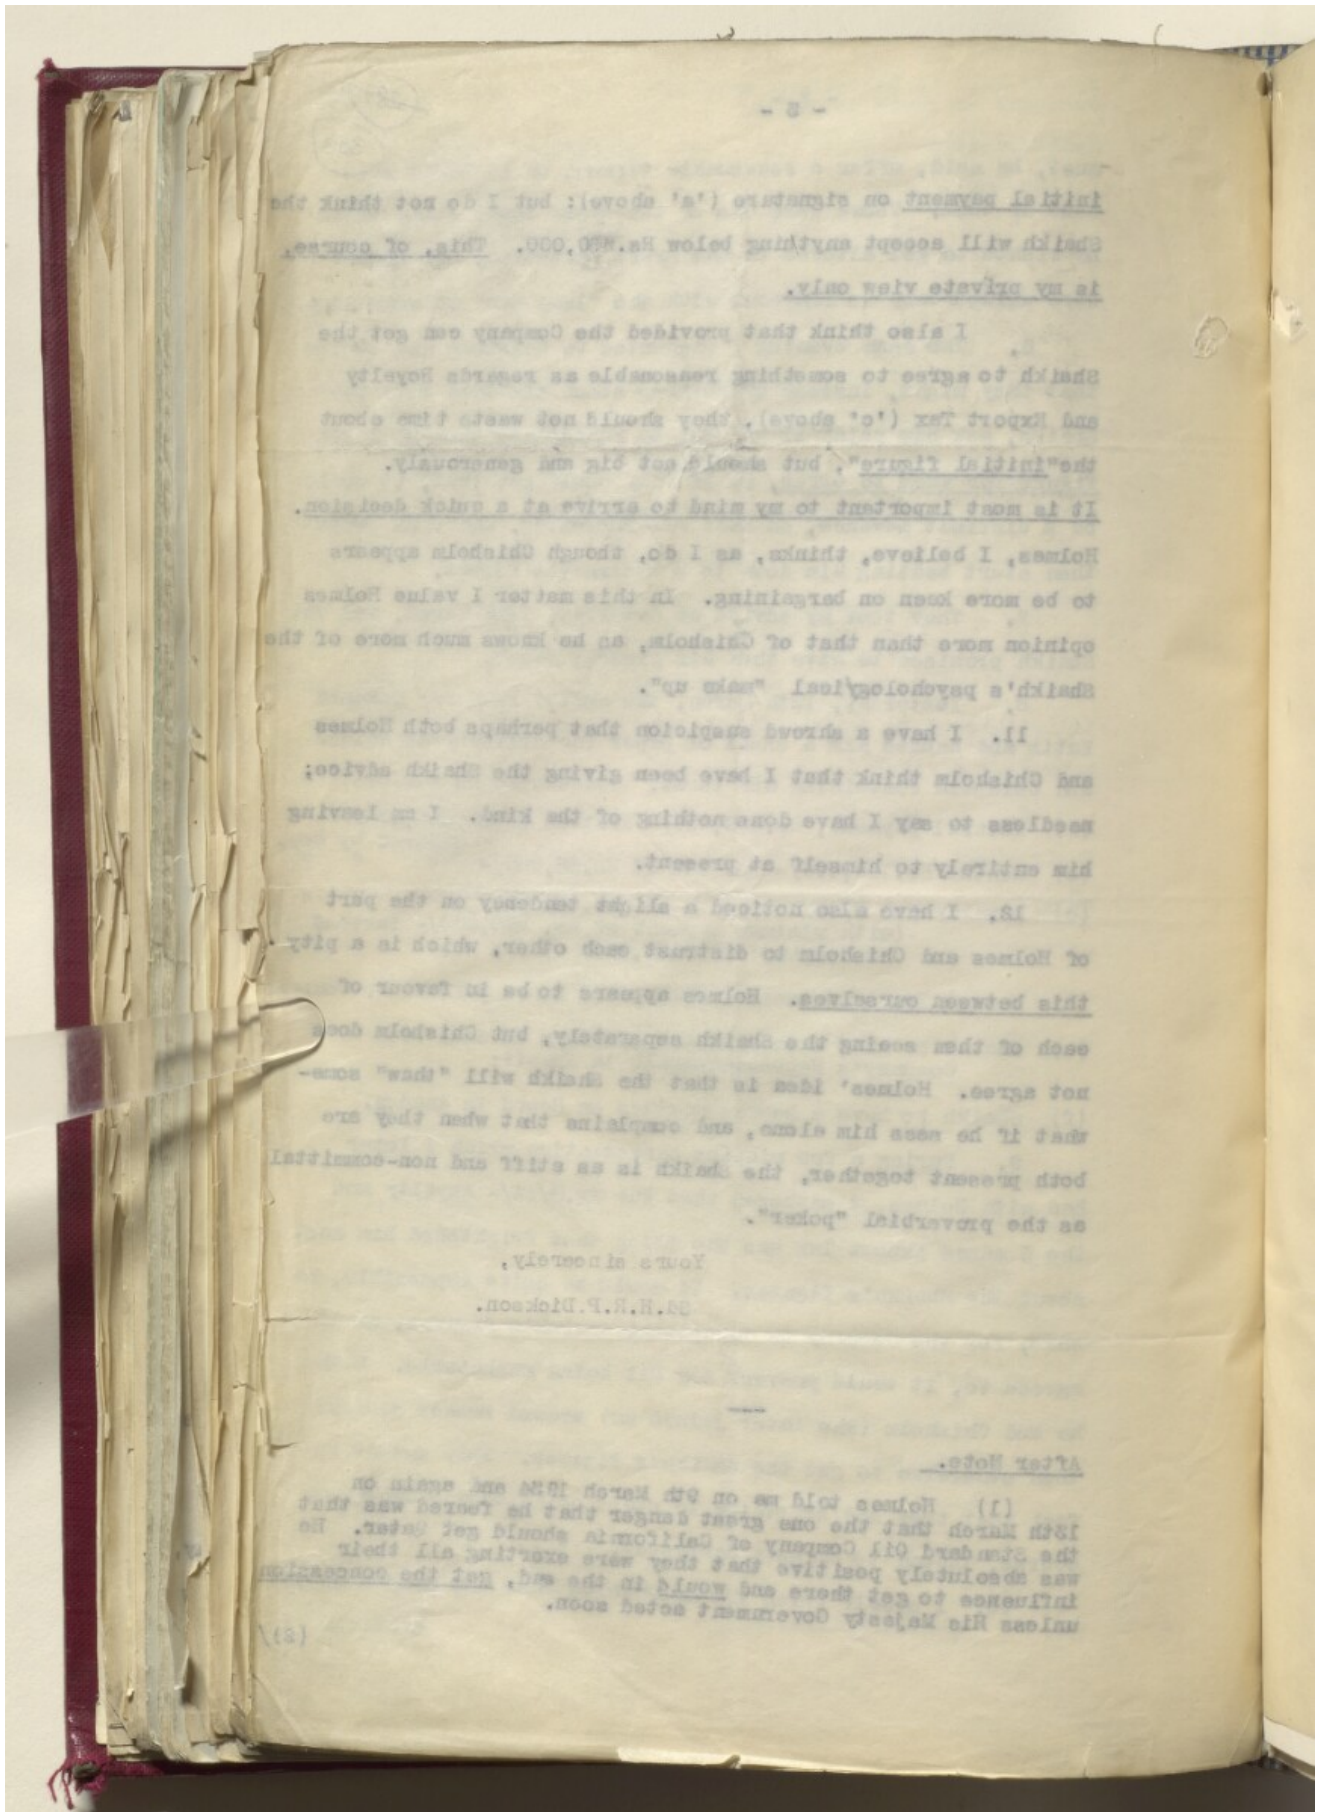 - 5 -
initial payment on signature ('a' above): but I do not think the
Shaikh will accept anything below Rs. This, of course,
is my private view only.
I also think that provided the Company can get the
Shaikh to agree to something reasonable as regards Royalty
and Export Tax ('c' above), they should not waste time about
the "initial figure", but should act big and generously.
It is most important to my mind to arrive at a quick decision.
Holmes, I believe, thinks, as I do, though Chisholm appears
to be more keen on bargaining. In this matter I value Holmes
opinion more than that of Chisholm, as he knows much more of the
Shaikh's psychological "make up".
11. I have a shrewd suspicion that perhaps both Holmes
and Chisholm think that I have been giving the Shaikh advice;
needless to say I have done nothing of the kind. I am leaving
him entirely to himself at present.
12. I have also noticed a slight tendency on the part
of Holmes and Chisholm to distrust each other, which is a pity
this between ourselves. Holmes appears to be in favour of
each of them seeing the Shaikh separately, but Chisholm does
not agree. Holmes' idea is that the Shaikh will "thaw" some-
what if he sees him alone, and complains that when they are
both present together, the Shaikh is as stiff and non-committal
as the proverbial "poker".
Yours sincerely,
Sd.H.R.P.Dickson.
After Note.
(1) Holmes told me on 9th March 1934 and again on
13th March that the one great danger that he feared was that
the Standard Oil Company of California should get Qatar. He
was absolutely positive that they were exerting all their
influence to get there and would in the end, get the concession
unless His Majesty Government acted soon.
(2)/